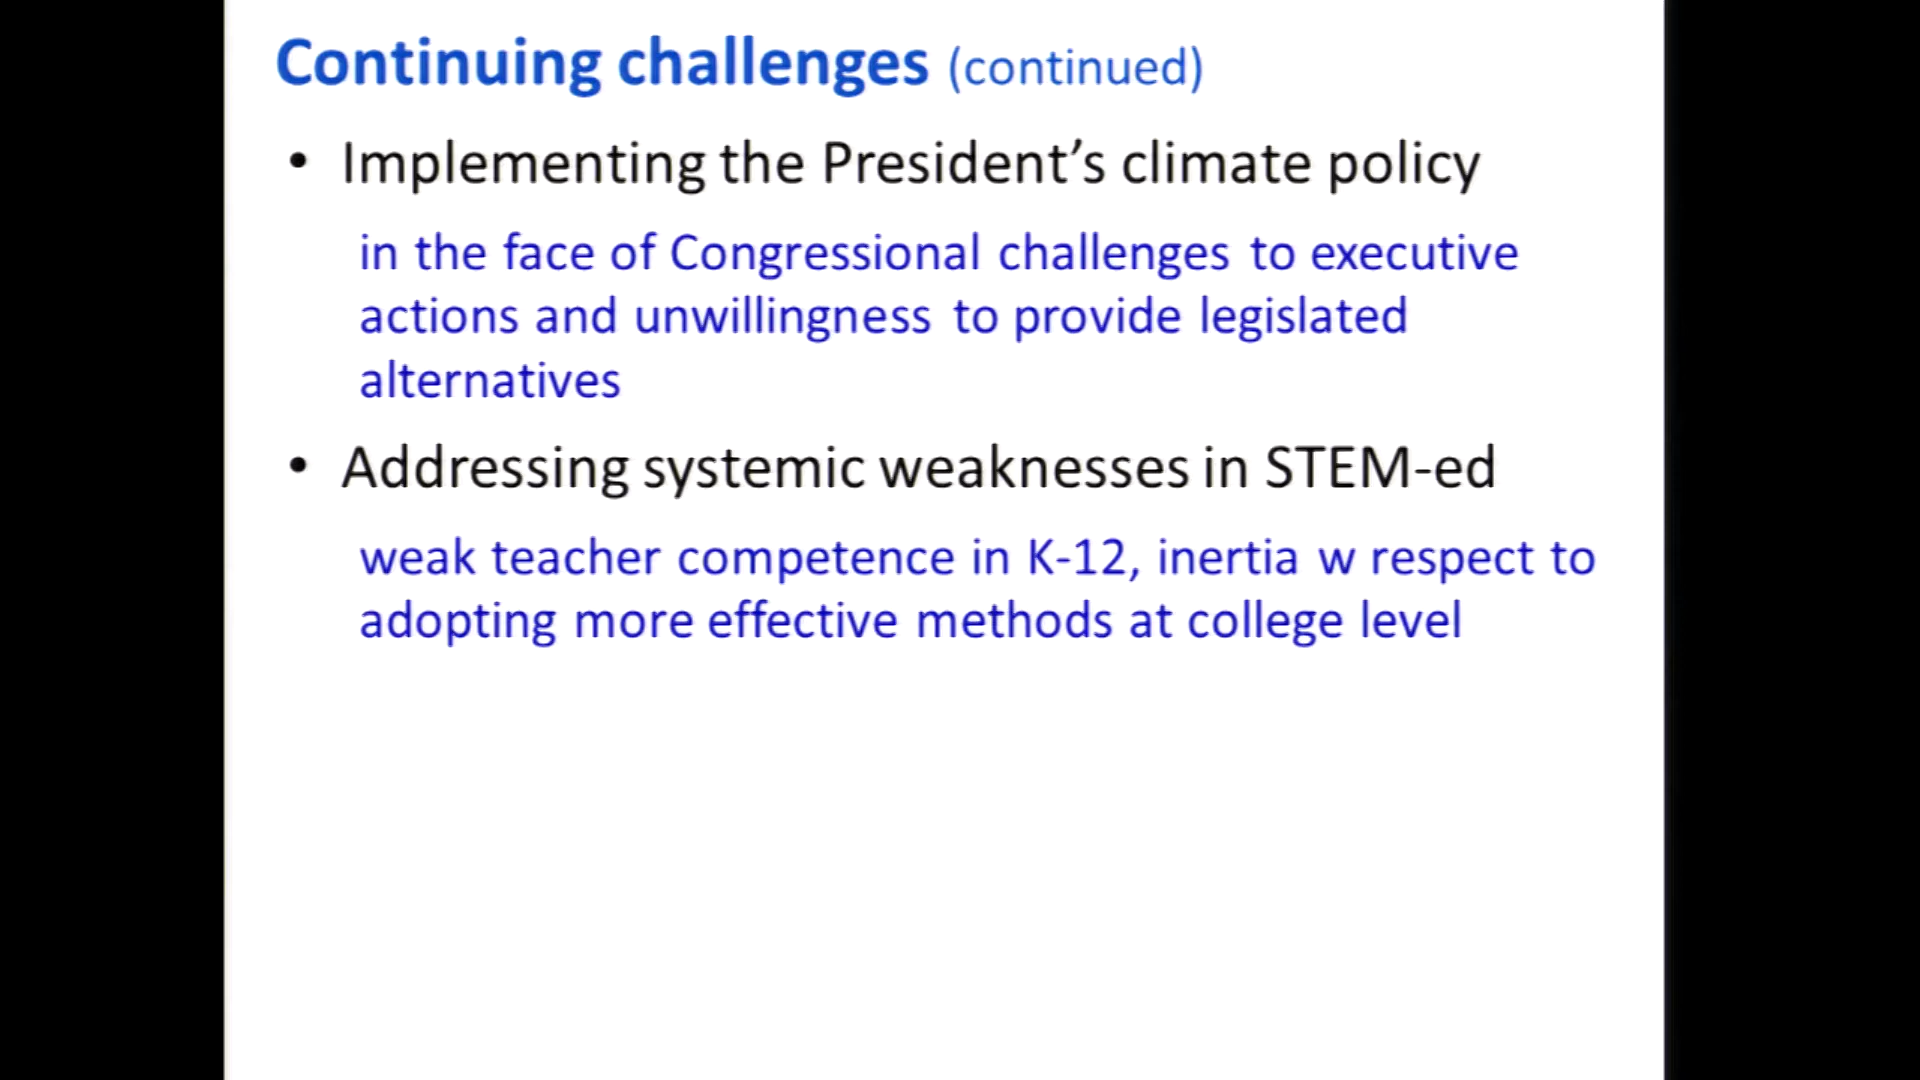 Continuing challenges (continued)
• Implementing the President’s climate policy
in the face of Congressional challenges to executive
actions and unwillingness to provide legislated
alternatives
• Addressing systemic weaknesses in STEM-ed
weak teacher competence in K-12, inertia w respect to
adopting more effective methods at college level